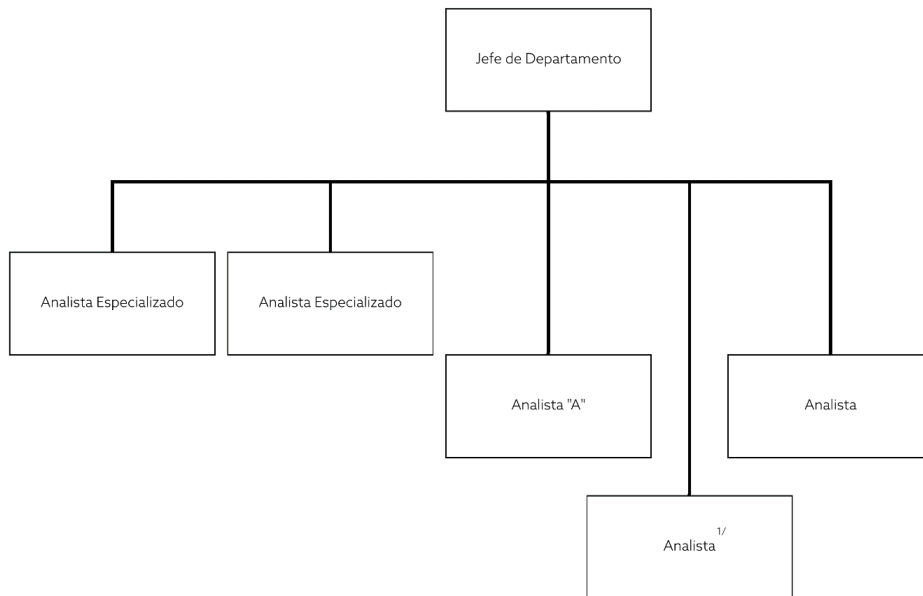 Jefe de Departamento
Analista Especializado
Analista Especializado
Analista "A"
Analista
Analista 1/